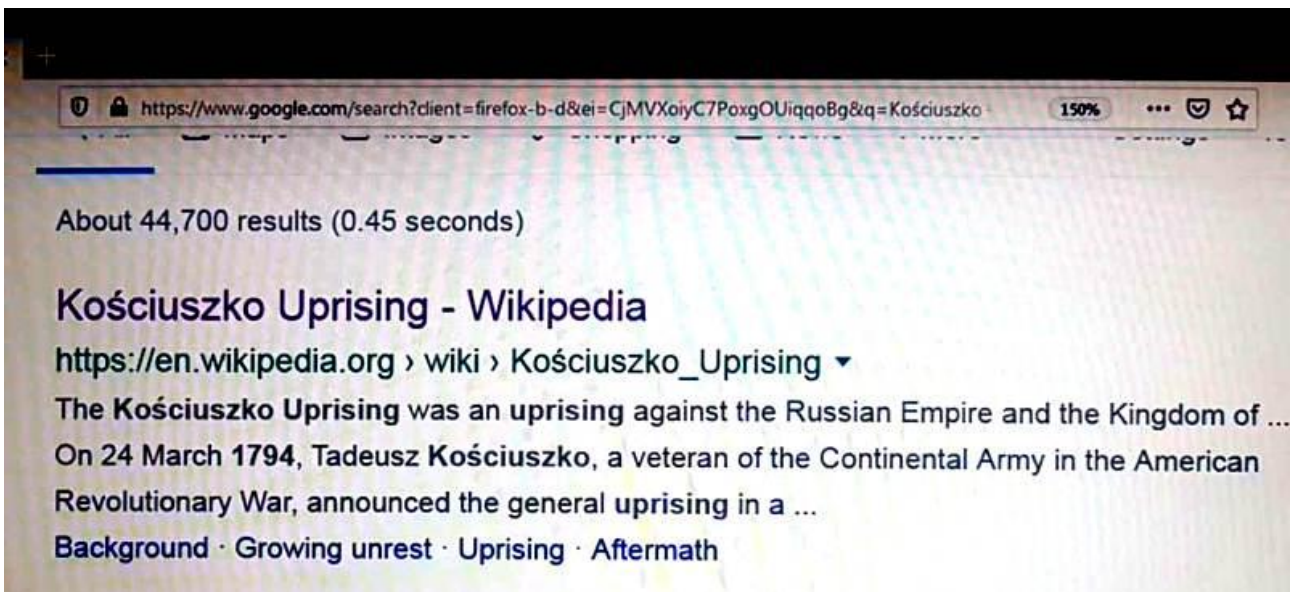 https://www.google.com/search?client=firefox-b-d&ei=CjMVXoiyC7PoxgOUiqqoBg&q=Kościuszko 150%
About 44,700 results (0.45 seconds)
Kościuszko Uprising - Wikipedia
https://en.wikipedia.org › wiki › Kościuszko_Uprising
The Kościuszko Uprising was an uprising against the Russian Empire and the Kingdom of ...
On 24 March 1794, Tadeusz Kościuszko, a veteran of the Continental Army in the American
Revolutionary War, announced the general uprising in a ...
Background · Growing unrest · Uprising · Aftermath